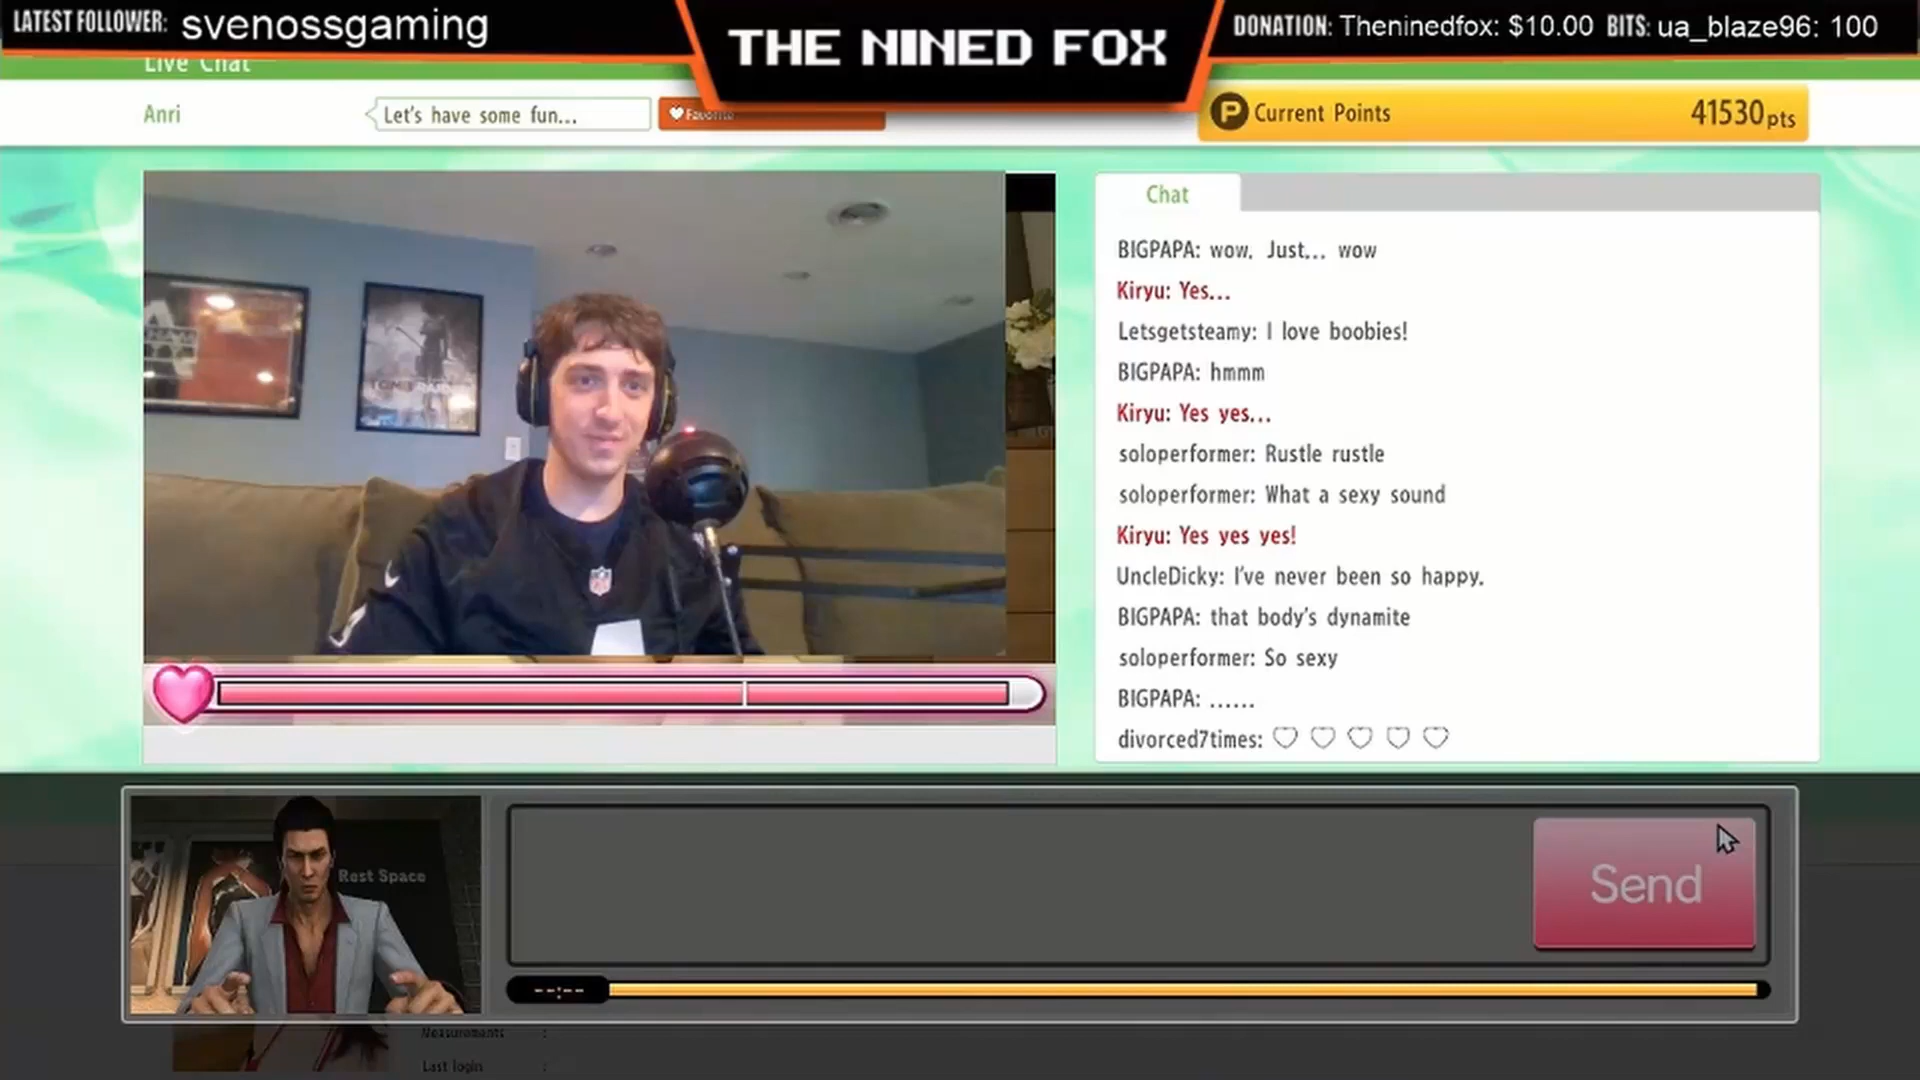 LATEST FOLLOWER: svenossgaming
THE NINED FOX
DONATION: Theninedfox: $10.00 BITS: ua_blaze96: 100
Live Chat
Anri
Let's have some fun...
Favorite
P Current Points
41530pts
Chat
BIGPAPA: wow. Just... wow
Kiryu: Yes...
Letsgetsteamy: I love boobies!
BIGPAPA: hmmm
Kiryu: Yes yes...
soloperformer: Rustle rustle
soloperformer: What a sexy sound
Kiryu: Yes yes yes!
UncleDicky: I've never been so happy.
BIGPAPA: that body's dynamite
soloperformer: So sexy
BIGPAPA: ......
divorced7times: ♡ ♡ ♡ ♡ ♡
Rest Space
Send
--:--
Measurements :
Last login :